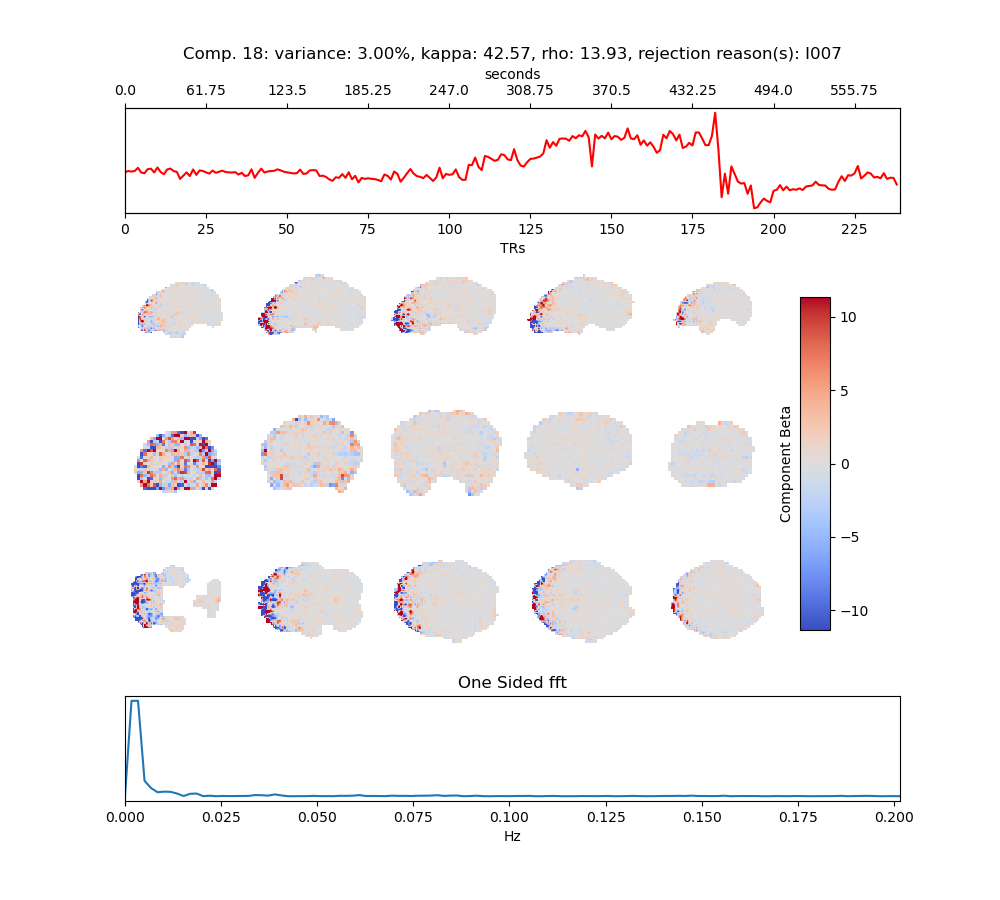 Comp. 18: variance: 3.00%, kappa: 42.57, rho: 13.93, rejection reason(s): I007
seconds
0.0 61.75 123.5 185.25 247.0 308.75 370.5 432.25 494.0 555.75
0 25 50 75 100 125 150 175 200 225
TRs
10
5
0
−5
−10
Component Beta
One Sided fft
0.000 0.025 0.050 0.075 0.100 0.125 0.150 0.175 0.200
Hz